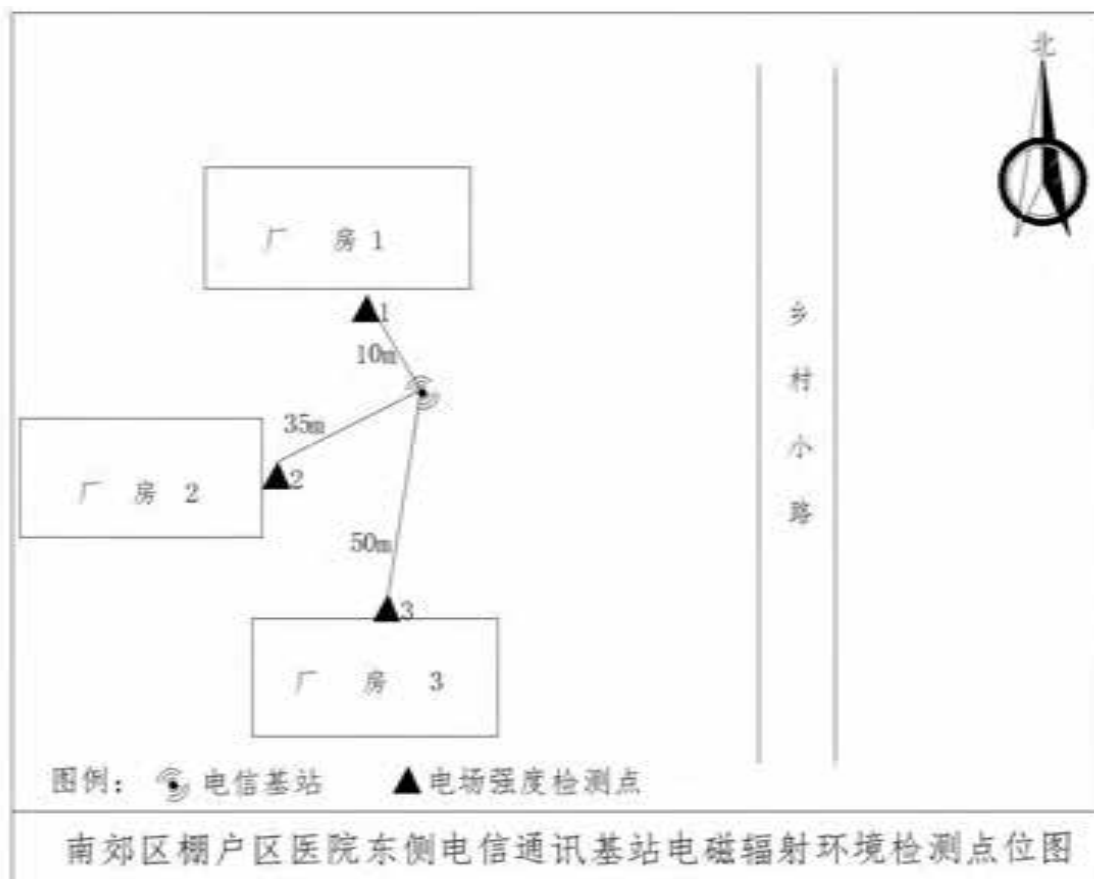 北
厂 房 1
1
10m
35m
2
厂 房 2
50m
3
厂 房 3
乡村小路
图例： 电信基站 电场强度检测点
南郊区棚户区医院东侧电信通讯基站电磁辐射环境检测点位图